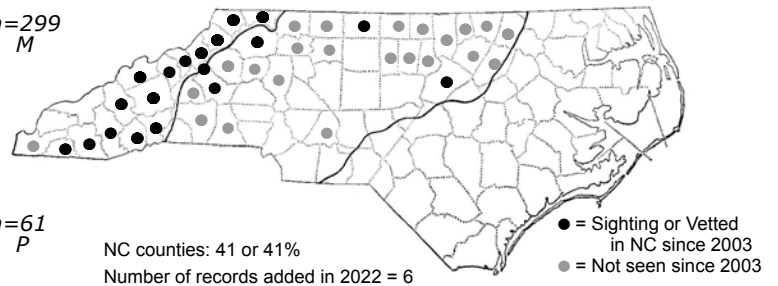 n=299
M
n=61
P
NC counties: 41 or 41%
Number of records added in 2022 = 6
= Sighting or Vetted
in NC since 2003
= Not seen since 2003